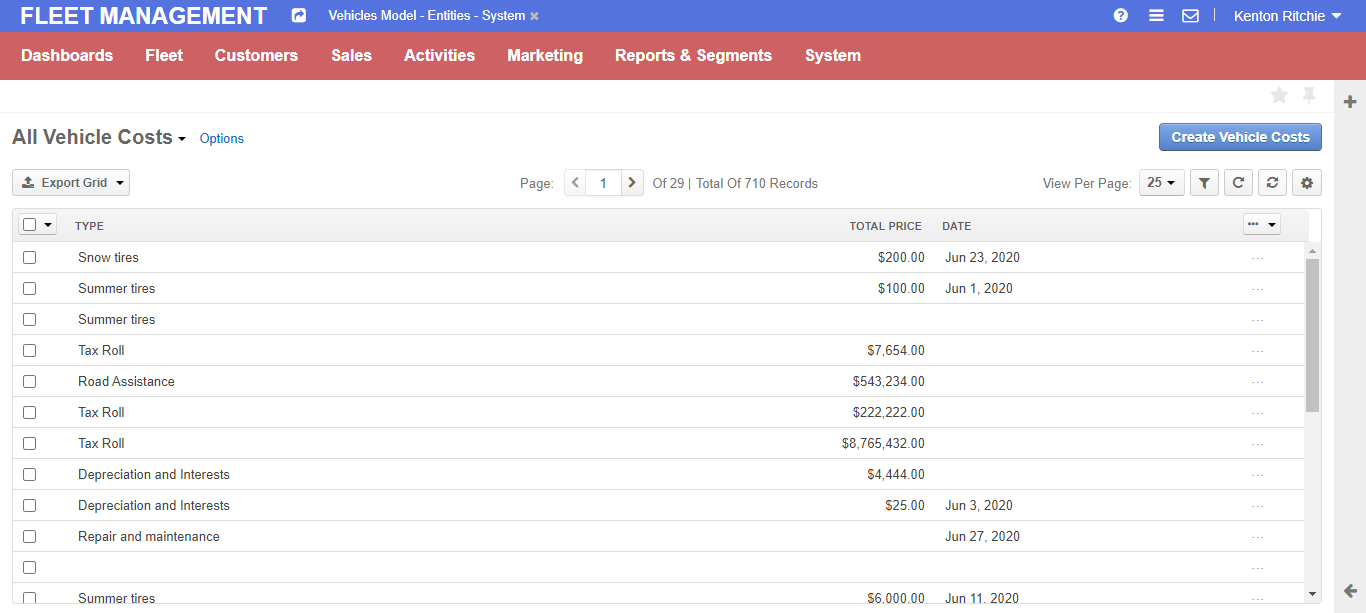 FLEET MANAGEMENT Vehicles Model - Entities - System Kenton Ritchie
Dashboards Fleet Customers Sales Activities Marketing Reports & Segments System
All Vehicle Costs Options Create Vehicle Costs
Export Grid Page: 1 Of 29 | Total Of 710 Records View Per Page: 25
TYPE TOTAL PRICE DATE
Snow tires $200.00 Jun 23, 2020
Summer tires $100.00 Jun 1, 2020
Summer tires
Tax Roll $7,654.00
Road Assistance $543,234.00
Tax Roll $222,222.00
Tax Roll $8,765,432.00
Depreciation and Interests $4,444.00
Depreciation and Interests $25.00 Jun 3, 2020
Repair and maintenance Jun 27, 2020
Summer tires $6,000.00 Jun 11, 2020